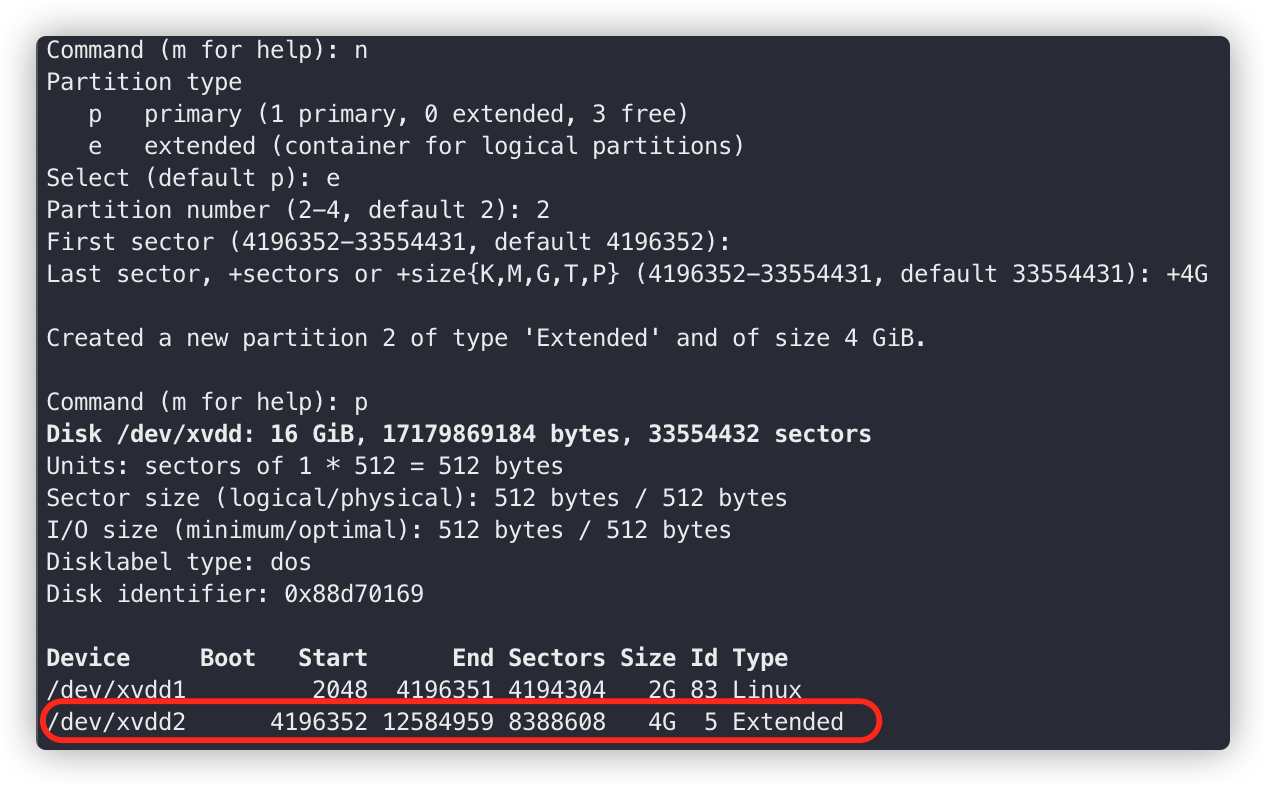 Command (m for help): n
Partition type
   p   primary (1 primary, 0 extended, 3 free)
   e   extended (container for logical partitions)
Select (default p): e
Partition number (2-4, default 2): 2
First sector (4196352-33554431, default 4196352):
Last sector, +sectors or +size{K,M,G,T,P} (4196352-33554431, default 33554431): +4G

Created a new partition 2 of type 'Extended' and of size 4 GiB.

Command (m for help): p
Disk /dev/xvdd: 16 GiB, 17179869184 bytes, 33554432 sectors
Units: sectors of 1 * 512 = 512 bytes
Sector size (logical/physical): 512 bytes / 512 bytes
I/O size (minimum/optimal): 512 bytes / 512 bytes
Disklabel type: dos
Disk identifier: 0x88d70169

Device     Boot   Start      End Sectors Size Id Type
/dev/xvdd1         2048  4196351 4194304   2G 83 Linux
/dev/xvdd2      4196352 12584959 8388608   4G  5 Extended